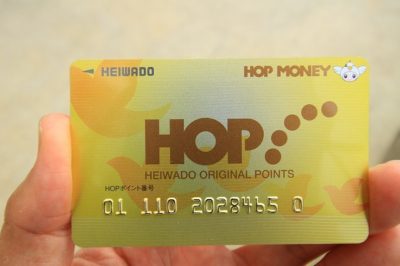 HEIWADO
HOP MONEY
HOP
HEIWADO ORIGINAL POINTS
HOPポイント番号
01 110 2028465 0